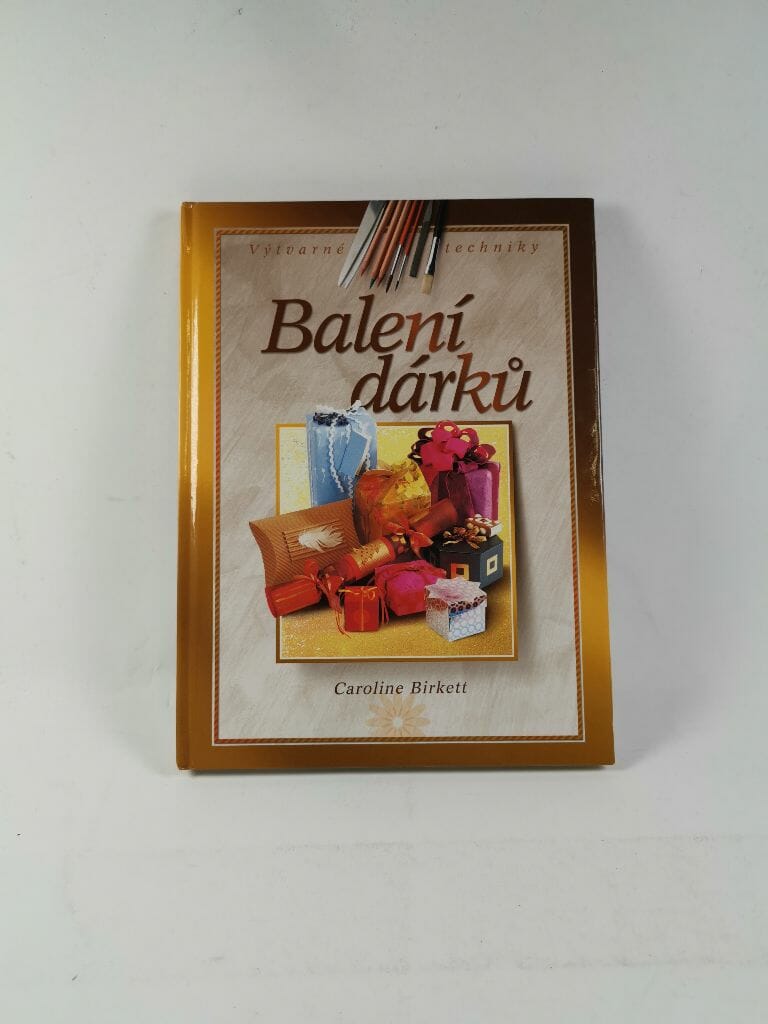 Výtvarné techniky
Balení
dárků
Caroline Birkett